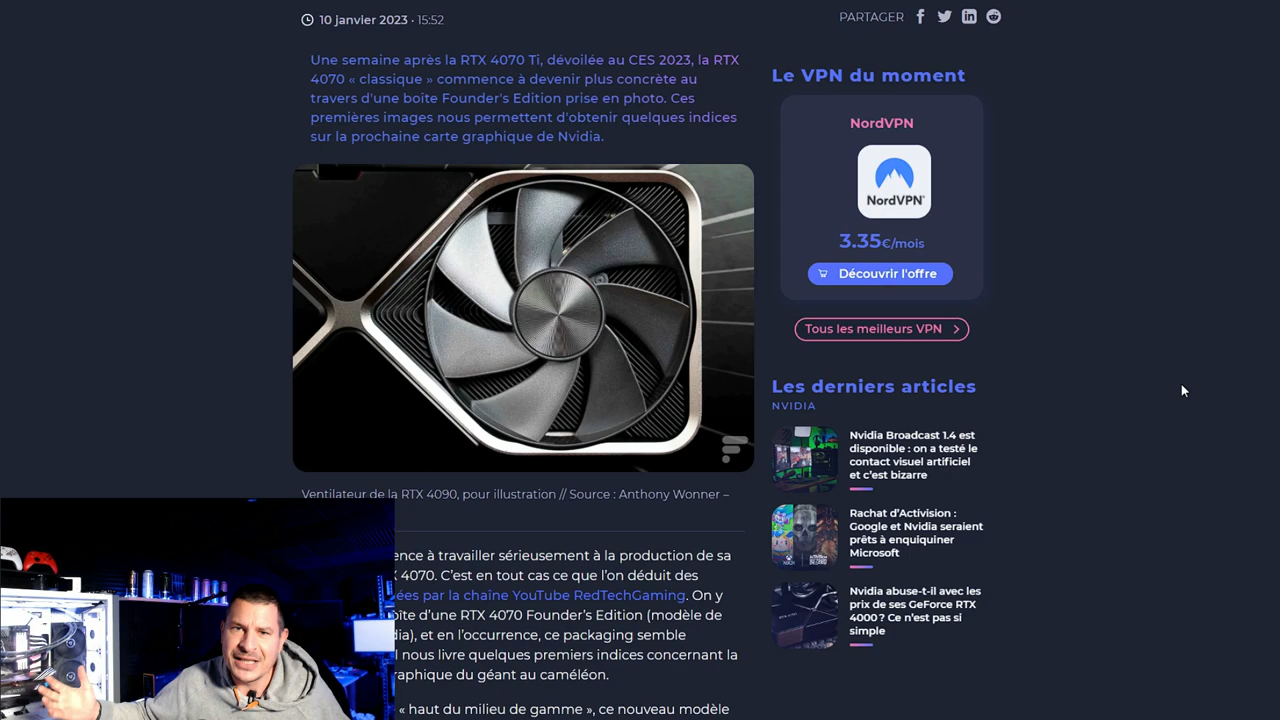 10 janvier 2023 · 15:52
PARTAGER
Une semaine après la RTX 4070 Ti, dévoilée au CES 2023, la RTX
4070 « classique » commence à devenir plus concrète au
travers d'une boîte Founder's Edition prise en photo. Ces
premières images nous permettent d'obtenir quelques indices
sur la prochaine carte graphique de Nvidia.
Ventilateur de la RTX 4090, pour illustration // Source : Anthony Wonner –
ence à travailler sérieusement à la production de sa
4070. C'est en tout cas ce que l'on déduit des
ées par la chaîne YouTube RedTechGaming. On y
oîte d'une RTX 4070 Founder's Edition (modèle de
dia), et en l'occurrence, ce packaging semble
l nous livre quelques premiers indices concernant la
raphique du géant au caméléon.
« haut du milieu de gamme », ce nouveau modèle
Le VPN du moment
NordVPN
NordVPN
3.35€/mois
Découvrir l'offre
Tous les meilleurs VPN
Les derniers articles
NVIDIA
Nvidia Broadcast 1.4 est
disponible : on a testé le
contact visuel artificiel
et c'est bizarre
Rachat d'Activision :
Google et Nvidia seraient
prêts à enquiquiner
Microsoft
Nvidia abuse-t-il avec les
prix de ses GeForce RTX
4000 ? Ce n'est pas si
simple